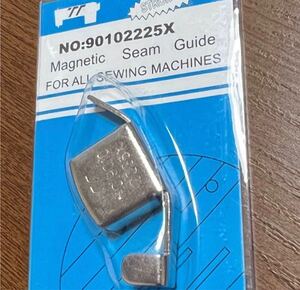 NO:90102225X
Magnetic Seam Guide
FOR ALL SEWING MACHINES